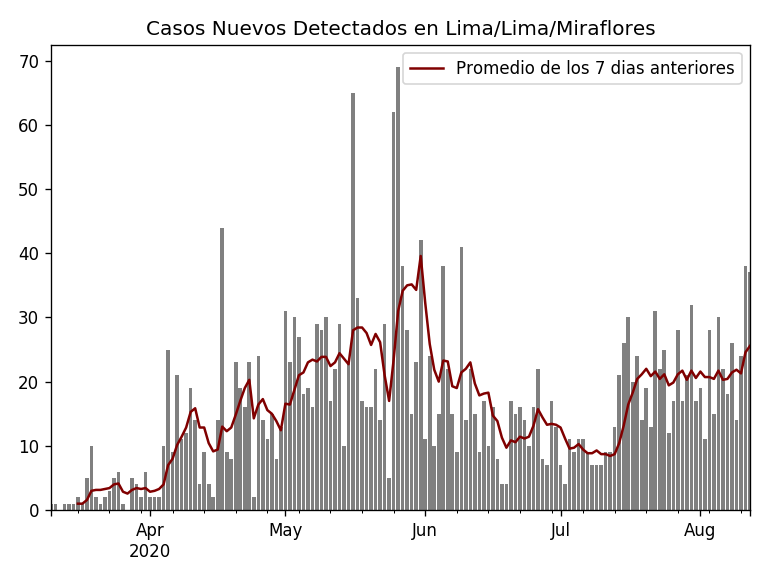 Casos Nuevos Detectados en Lima/Lima/Miraflores
Promedio de los 7 dias anteriores
70
60
50
40
30
20
10
0
Apr
2020
May
Jun
Jul
Aug